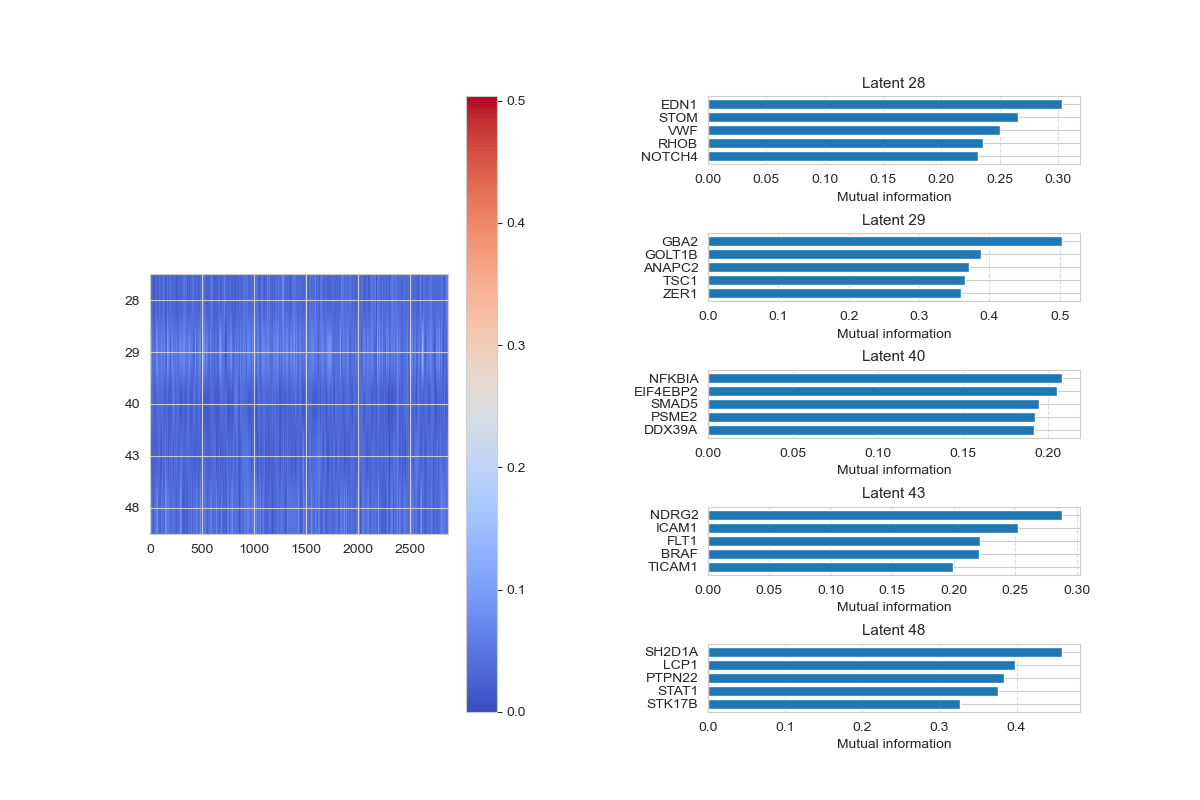 28
29
40
43
48
0 500 1000 1500 2000 2500
0.5
0.4
0.3
0.2
0.1
0.0
Latent 28
EDN1
STOM
VWF
RHOB
NOTCH4
0.00 0.05 0.10 0.15 0.20 0.25 0.30
Mutual information
Latent 29
GBA2
GOLT1B
ANAPC2
TSC1
ZER1
0.0 0.1 0.2 0.3 0.4 0.5
Mutual information
Latent 40
NFKBIA
EIF4EBP2
SMAD5
PSME2
DDX39A
0.00 0.05 0.10 0.15 0.20
Mutual information
Latent 43
NDRG2
ICAM1
FLT1
BRAF
TICAM1
0.00 0.05 0.10 0.15 0.20 0.25 0.30
Mutual information
Latent 48
SH2D1A
LCP1
PTPN22
STAT1
STK17B
0.0 0.1 0.2 0.3 0.4
Mutual information